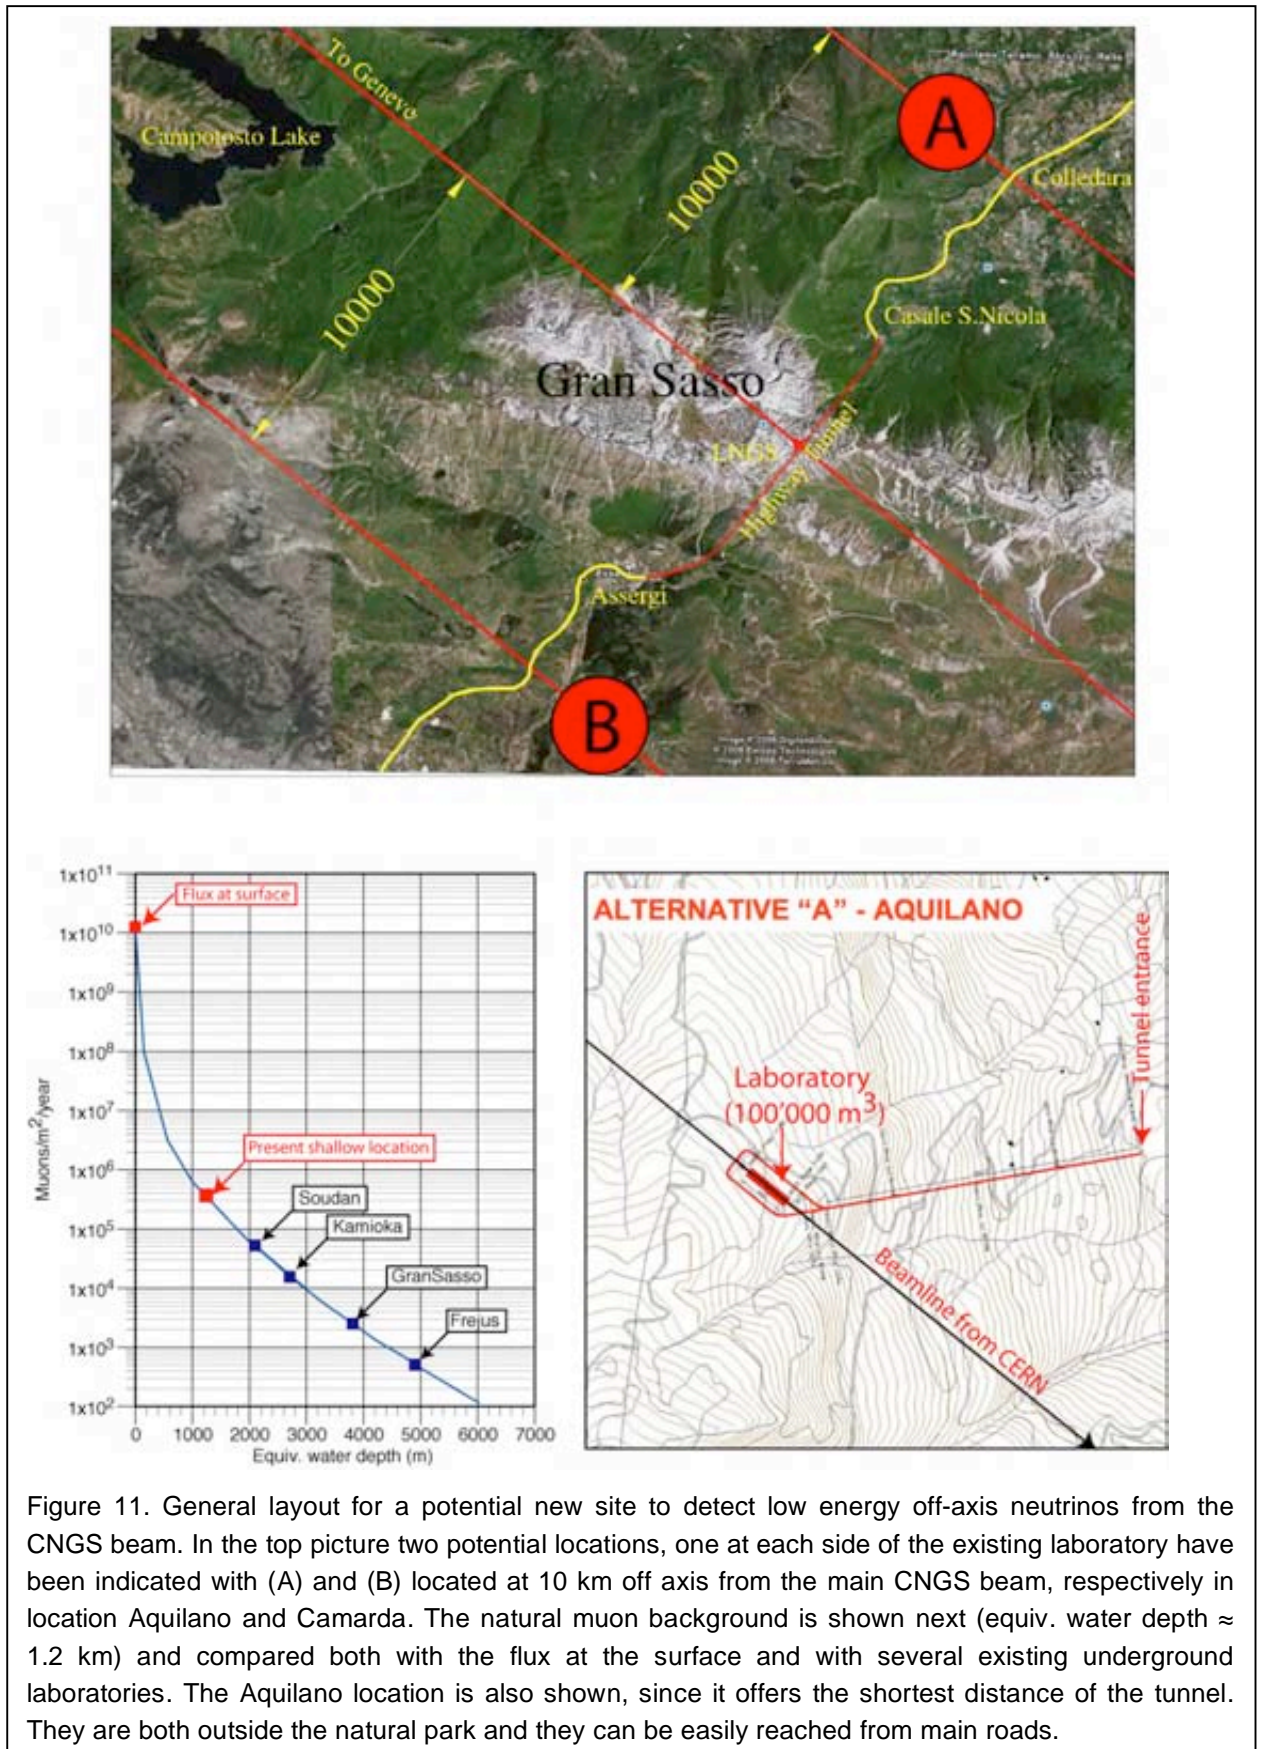 To Geneve
Campotosto Lake
10000
10000
A
Colledara
Casale S.Nicola
Gran Sasso
LNGS
Highway Tunnel
Assergi
B
1x10¹¹
1x10¹⁰
1x10⁹
1x10⁸
1x10⁷
1x10⁶
1x10⁵
1x10⁴
1x10³
1x10²
Muons/m²/year
Flux at surface
Present shallow location
Soudan
Kamioka
GranSasso
Frejus
0 1000 2000 3000 4000 5000 6000 7000
Equiv. water depth (m)
ALTERNATIVE “A” - AQUILANO
Tunnel entrance
Laboratory
(100'000 m³)
Beamline from CERN
Figure 11. General layout for a potential new site to detect low energy off-axis neutrinos from the
CNGS beam. In the top picture two potential locations, one at each side of the existing laboratory have
been indicated with (A) and (B) located at 10 km off axis from the main CNGS beam, respectively in
location Aquilano and Camarda. The natural muon background is shown next (equiv. water depth ≈
1.2 km) and compared both with the flux at the surface and with several existing underground
laboratories. The Aquilano location is also shown, since it offers the shortest distance of the tunnel.
They are both outside the natural park and they can be easily reached from main roads.